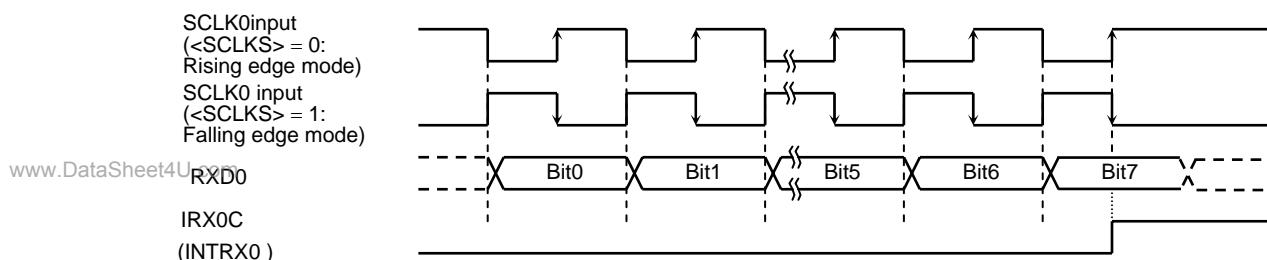 SCLK0input
(<SCLKS> = 0:
Rising edge mode)
SCLK0 input
(<SCLKS> = 1:
Falling edge mode)
www.DataSheet4U.com
RXD0
Bit0
Bit1
Bit5
Bit6
Bit7
IRX0C
(INTRX0 )